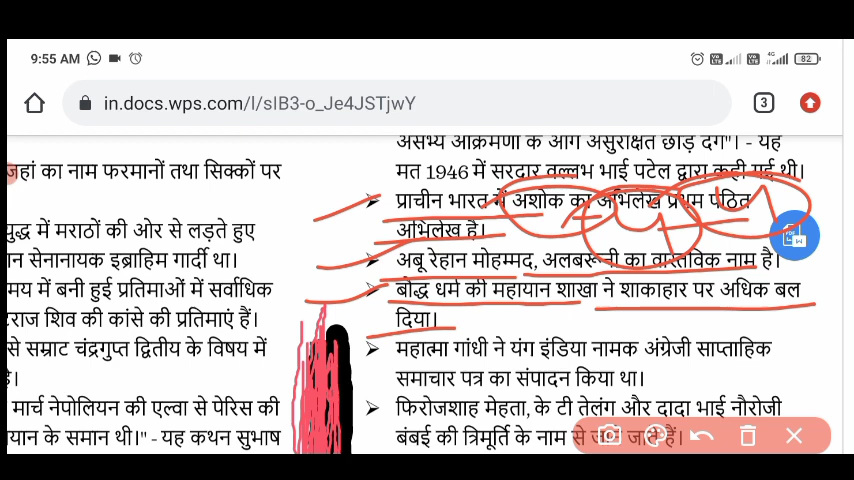 9:55 AM
4G
82
in.docs.wps.com/l/sIB3-o_Je4JSTjwY
3
जहां का नाम फरमानों तथा सिक्कों पर
युद्ध में मराठों की ओर से लड़ते हुए
ान सेनानायक इब्राहिम गार्दी था।
मय में बनी हुई प्रतिमाओं में सर्वाधिक
टराज शिव की कांसे की प्रतिमाएं हैं।
से सम्राट चंद्रगुप्त द्वितीय के विषय में
है।
मार्च नेपोलियन की एल्वा से पेरिस की
यान के समान थी।" - यह कथन सुभाष
असभ्य आक्रमणों के आगे असुरक्षित छोड़ देगें"। - यह
मत 1946 में सरदार वल्लभ भाई पटेल द्वारा कही गई थी।
➤ प्राचीन भारत में अशोक का अभिलेख प्रथम पठित
अभिलेख है।
➤ अबू रेहान मोहम्मद, अलबरूनी का वास्तविक नाम है।
➤ बोद्ध धर्म की महायान शाखा ने शाकाहार पर अधिक बल
दिया।
➤ महात्मा गांधी ने यंग इंडिया नामक अंग्रेजी साप्ताहिक
समाचार पत्र का संपादन किया था।
➤ फिरोजशाह मेहता, के टी तेलंग और दादा भाई नौरोजी
बंबई की त्रिमूर्ति के नाम से जाने जाते हैं।